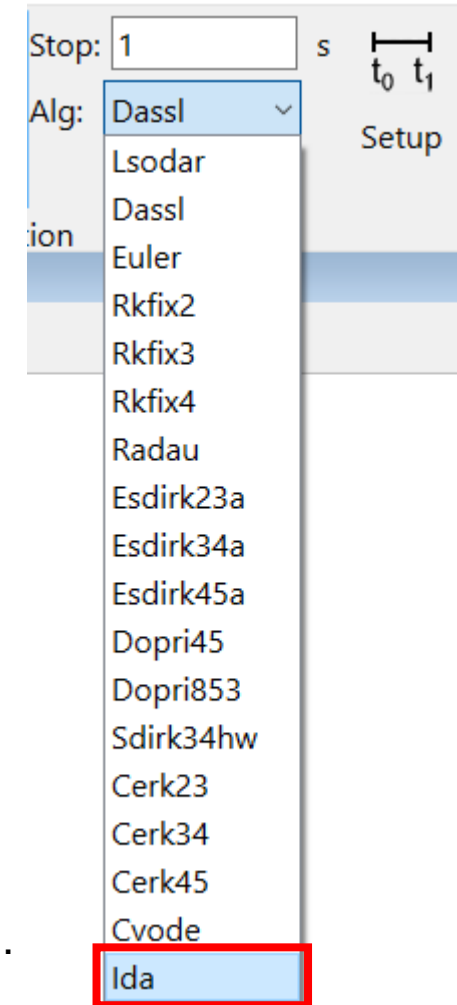 Stop: 1 s
t0 t1
Alg: Dassl
Setup
Lsodar
Dassl
tion
Euler
Rkfix2
Rkfix3
Rkfix4
Radau
Esdirk23a
Esdirk34a
Esdirk45a
Dopri45
Dopri853
Sdirk34hw
Cerk23
Cerk34
Cerk45
Cvode
.
Ida